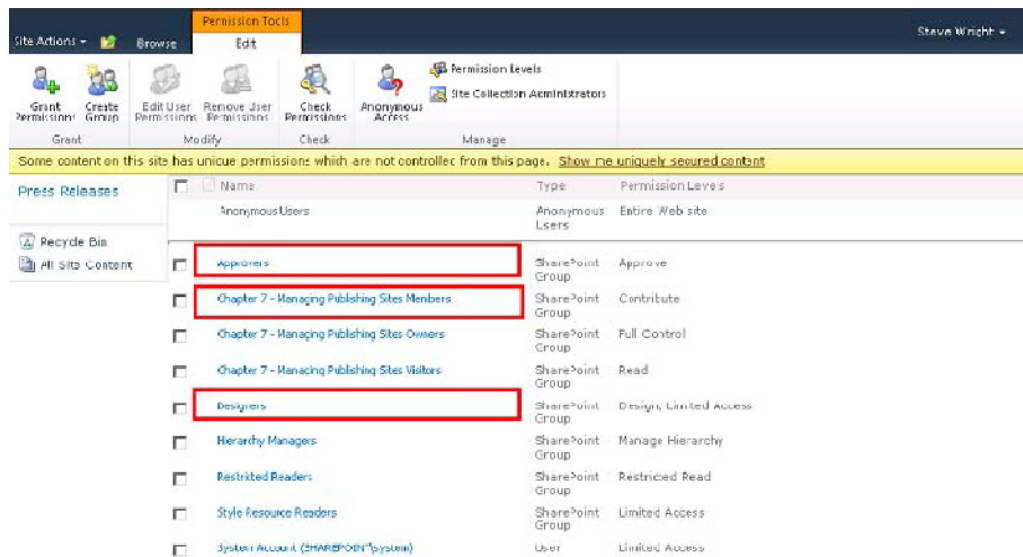 Permission Tools
Steve Wright
Site Actions Browse Edit
Permission Levels
Site Collection Administrators
Grant Permissions Create Group Edit User Permissions Remove User Permissions Check Permissions Anonymous Access
Grant Modify Check Manage
Some content on this site has unique permissions which are not controlled from this page. Show me uniquely secured content
Press Releases
Name Type Permission Levels
Anonymous Users Anonymous Users Entire Web site
Recycle Bin
All Site Content
Approvers SharePoint Group Approve
Chapter 7 - Managing Publishing Sites Members SharePoint Group Contribute
Chapter 7 - Managing Publishing Sites Owners SharePoint Group Full Control
Chapter 7 - Managing Publishing Sites Visitors SharePoint Group Read
Designers SharePoint Group Design, Limited Access
Hierarchy Managers SharePoint Group Manage Hierarchy
Restricted Readers SharePoint Group Restricted Read
Style Resource Readers SharePoint Group Limited Access
System Account (SHAREPOINT\system) User Limited Access